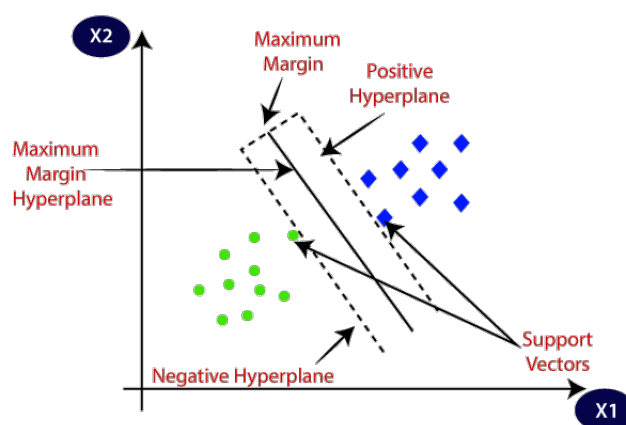 X2
Maximum
Margin
Positive
Hyperplane
Maximum
Margin
Hyperplane
Support
Vectors
Negative Hyperplane
X1